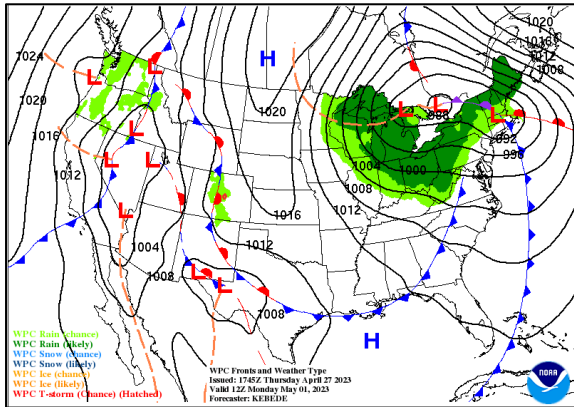 1020
1016
1012
1008
1024
H
L
L
1020
1020
L
L
988
L
1016
L
992
996
L
L
1012
1004
1000
1008
L
1012
1016
1004
1012
1008
L
L
1008
H
WPC Rain (chance)
WPC Rain (likely)
WPC Snow (chance)
WPC Snow (likely)
WPC Ice (chance)
WPC Ice (likely)
WPC T-storm (Chance) (Hatched)
WPC Fronts and Weather Type
Issued: 1745Z Thursday April 27 2023
Valid 12Z Monday May 01, 2023
Forecaster: KEBEDE
NOAA